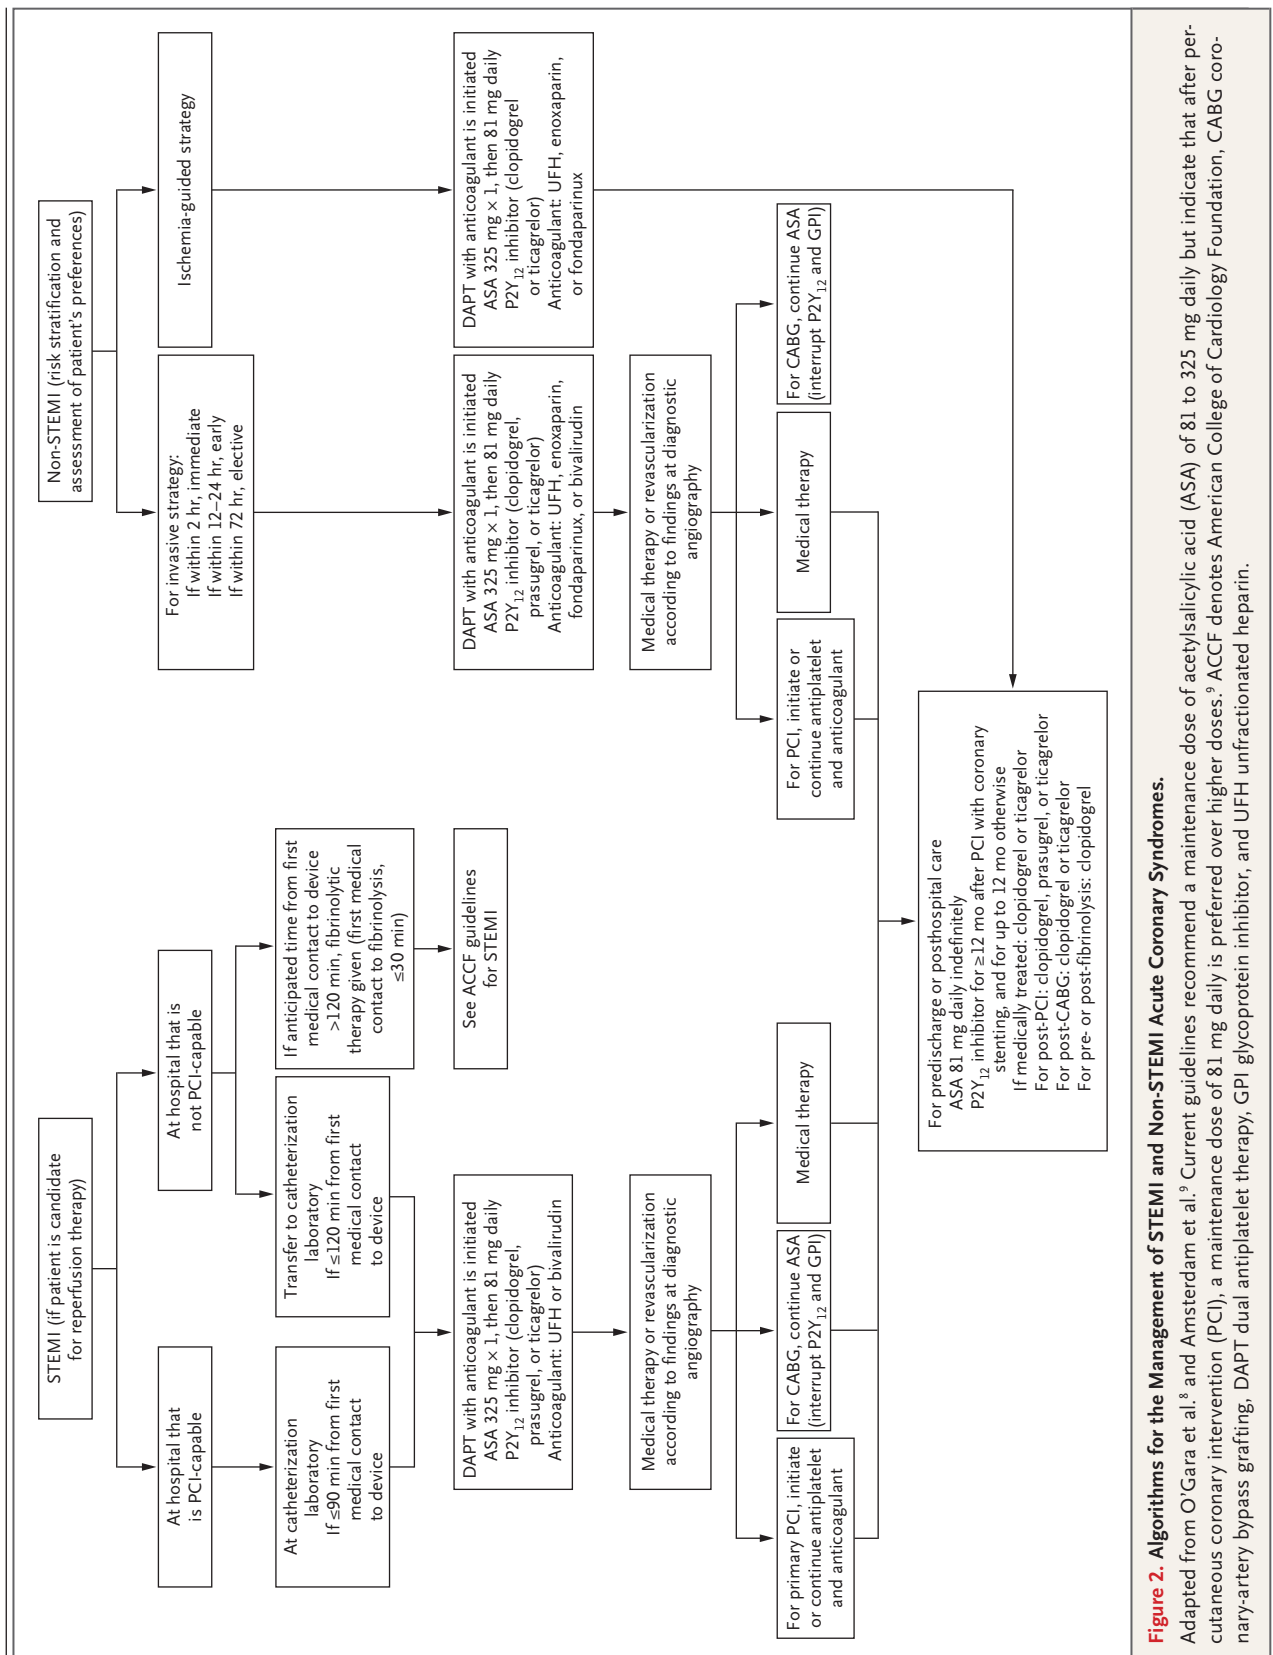 STEMI (if patient is candidate
for reperfusion therapy)
At hospital that
is PCI-capable
At hospital that is
not PCI-capable
At catheterization
laboratory
If ≤90 min from first
medical contact
to device
Transfer to catheterization
laboratory
If ≤120 min from first
medical contact
to device
If anticipated time from first
medical contact to device
>120 min, fibrinolytic
therapy given (first medical
contact to fibrinolysis,
≤30 min)
See ACCF guidelines
for STEMI
DAPT with anticoagulant is initiated
ASA 325 mg × 1, then 81 mg daily
P2Y₁₂ inhibitor (clopidogrel,
prasugrel, or ticagrelor)
Anticoagulant: UFH or bivalirudin
Medical therapy or revascularization
according to findings at diagnostic
angiography
For primary PCI, initiate
or continue antiplatelet
and anticoagulant
For CABG, continue ASA
(interrupt P2Y₁₂ and GPI)
Medical therapy
Non-STEMI (risk stratification and
assessment of patient's preferences)
For invasive strategy:
If within 2 hr, immediate
If within 12–24 hr, early
If within 72 hr, elective
Ischemia-guided strategy
DAPT with anticoagulant is initiated
ASA 325 mg × 1, then 81 mg daily
P2Y₁₂ inhibitor (clopidogrel,
prasugrel, or ticagrelor)
Anticoagulant: UFH, enoxaparin,
fondaparinux, or bivalirudin
DAPT with anticoagulant is initiated
ASA 325 mg × 1, then 81 mg daily
P2Y₁₂ inhibitor (clopidogrel
or ticagrelor)
Anticoagulant: UFH, enoxaparin,
or fondaparinux
Medical therapy or revascularization
according to findings at diagnostic
angiography
For PCI, initiate or
continue antiplatelet
and anticoagulant
Medical therapy
For CABG, continue ASA
(interrupt P2Y₁₂ and GPI)
For predischarge or posthospital care
ASA 81 mg daily indefinitely
P2Y₁₂ inhibitor for ≥12 mo after PCI with coronary
stenting, and for up to 12 mo otherwise
If medically treated: clopidogrel or ticagrelor
For post-PCI: clopidogrel, prasugrel, or ticagrelor
For post-CABG: clopidogrel or ticagrelor
For pre- or post-fibrinolysis: clopidogrel
Figure 2. Algorithms for the Management of STEMI and Non-STEMI Acute Coronary Syndromes.
Adapted from O'Gara et al.⁸ and Amsterdam et al.⁹ Current guidelines recommend a maintenance dose of acetylsalicylic acid (ASA) of 81 to 325 mg daily but indicate that after per-
cutaneous coronary intervention (PCI), a maintenance dose of 81 mg daily is preferred over higher doses.⁹ ACCF denotes American College of Cardiology Foundation, CABG coro-
nary-artery bypass grafting, DAPT dual antiplatelet therapy, GPI glycoprotein inhibitor, and UFH unfractionated heparin.